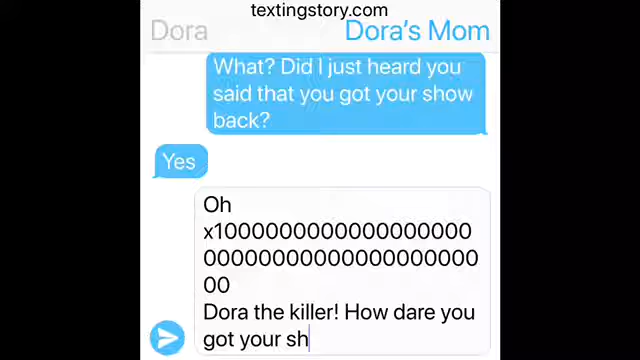 textingstory.com
Dora
Dora's Mom
What? Did I just heard you
said that you got your show
back?
Yes
Oh
x1000000000000000000
00000000000000000000
00
Dora the killer! How dare you
got your sh